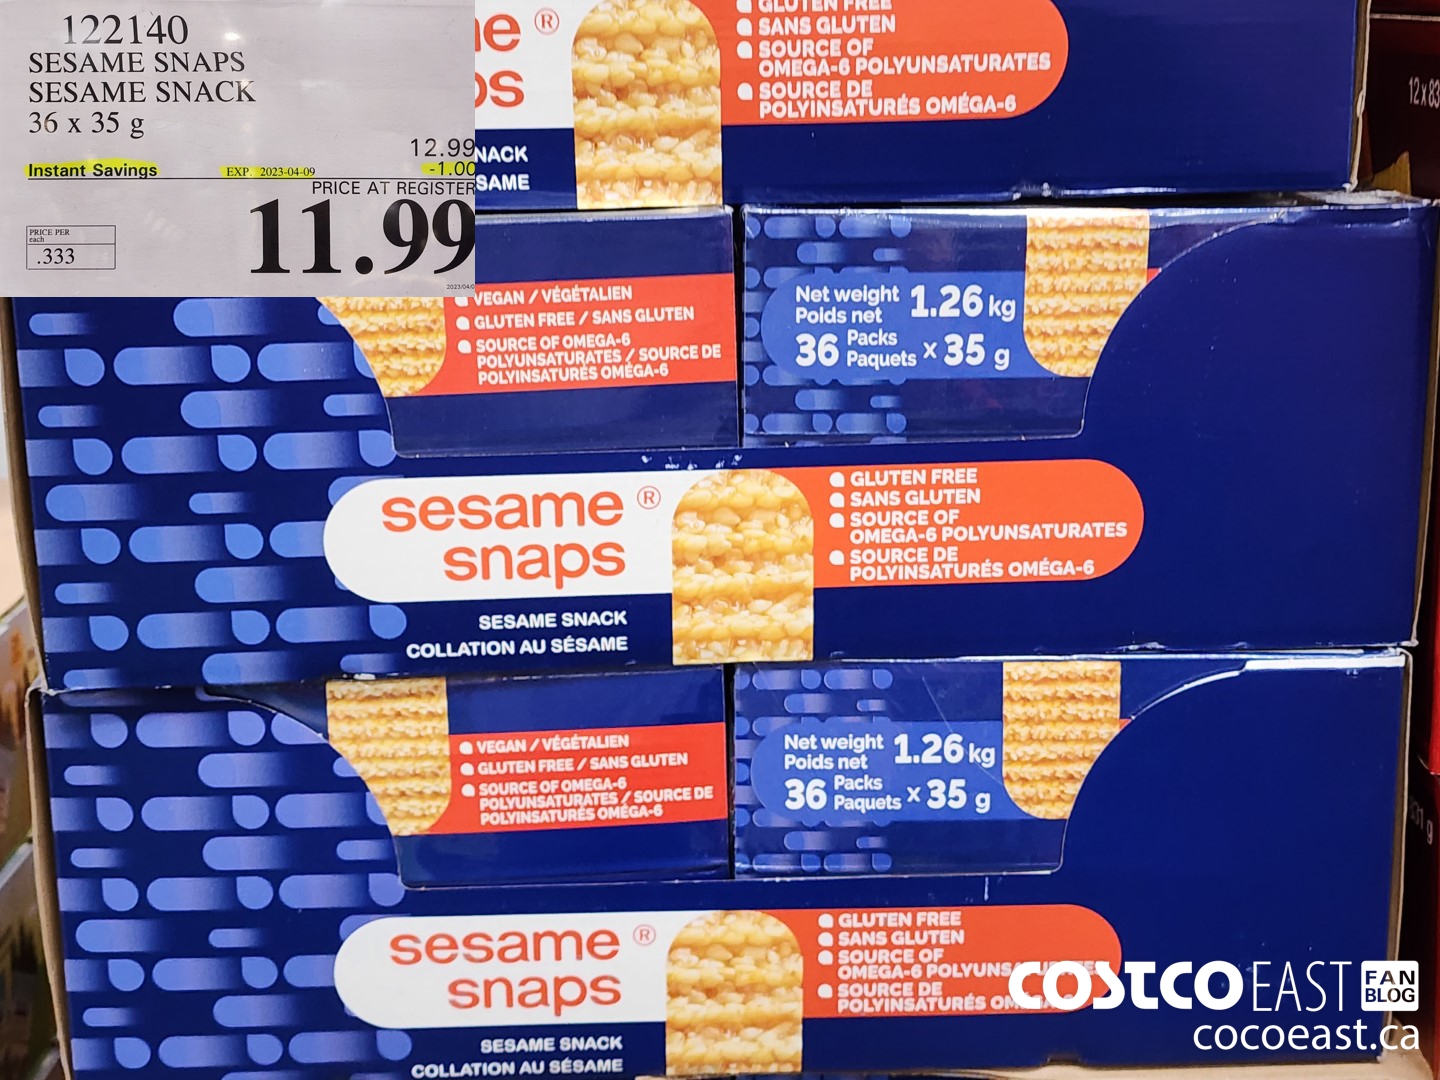 122140
SESAME SNAPS
SESAME SNACK
36 x 35 g
12.99
Instant Savings EXP. 2023-04-09 -1.00
PRICE AT REGISTER
11.99
PRICE PER
each
.333
GLUTEN FREE
SANS GLUTEN
SOURCE OF
OMEGA-6 POLYUNSATURATES
SOURCE DE
POLYINSATURÉS OMÉGA-6
12 x 83
VEGAN / VÉGÉTALIEN
GLUTEN FREE / SANS GLUTEN
SOURCE OF OMEGA-6
POLYUNSATURATES / SOURCE DE
POLYINSATURÉS OMÉGA-6
Net weight
Poids net
1.26 kg
36 Packs
Paquets x 35 g
sesame ®
snaps
SESAME SNACK
COLLATION AU SÉSAME
GLUTEN FREE
SANS GLUTEN
SOURCE OF
OMEGA-6 POLYUNSATURATES
SOURCE DE
POLYINSATURÉS OMÉGA-6
VEGAN / VÉGÉTALIEN
GLUTEN FREE / SANS GLUTEN
SOURCE OF OMEGA-6
POLYUNSATURATES / SOURCE DE
POLYINSATURÉS OMÉGA-6
Net weight
Poids net
1.26 kg
36 Packs
Paquets x 35 g
sesame ®
snaps
SESAME SNACK
COLLATION AU SÉSAME
GLUTEN FREE
SANS GLUTEN
SOURCE OF
OMEGA-6
SOURCE DE
POLYINSATURÉS
COSTCO EAST FAN BLOG
cocoeast.ca